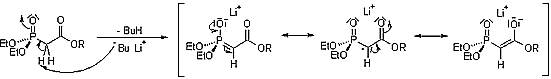 O O - BuH O⁻ Li⁺ O Li⁺ O O⁻ Li⁺ O O⁻
EtO P OR ⁻Bu Li⁺ EtO P OR ⟷ EtO P OR ⟷ EtO P OR
EtO H H EtO H EtO H EtO H